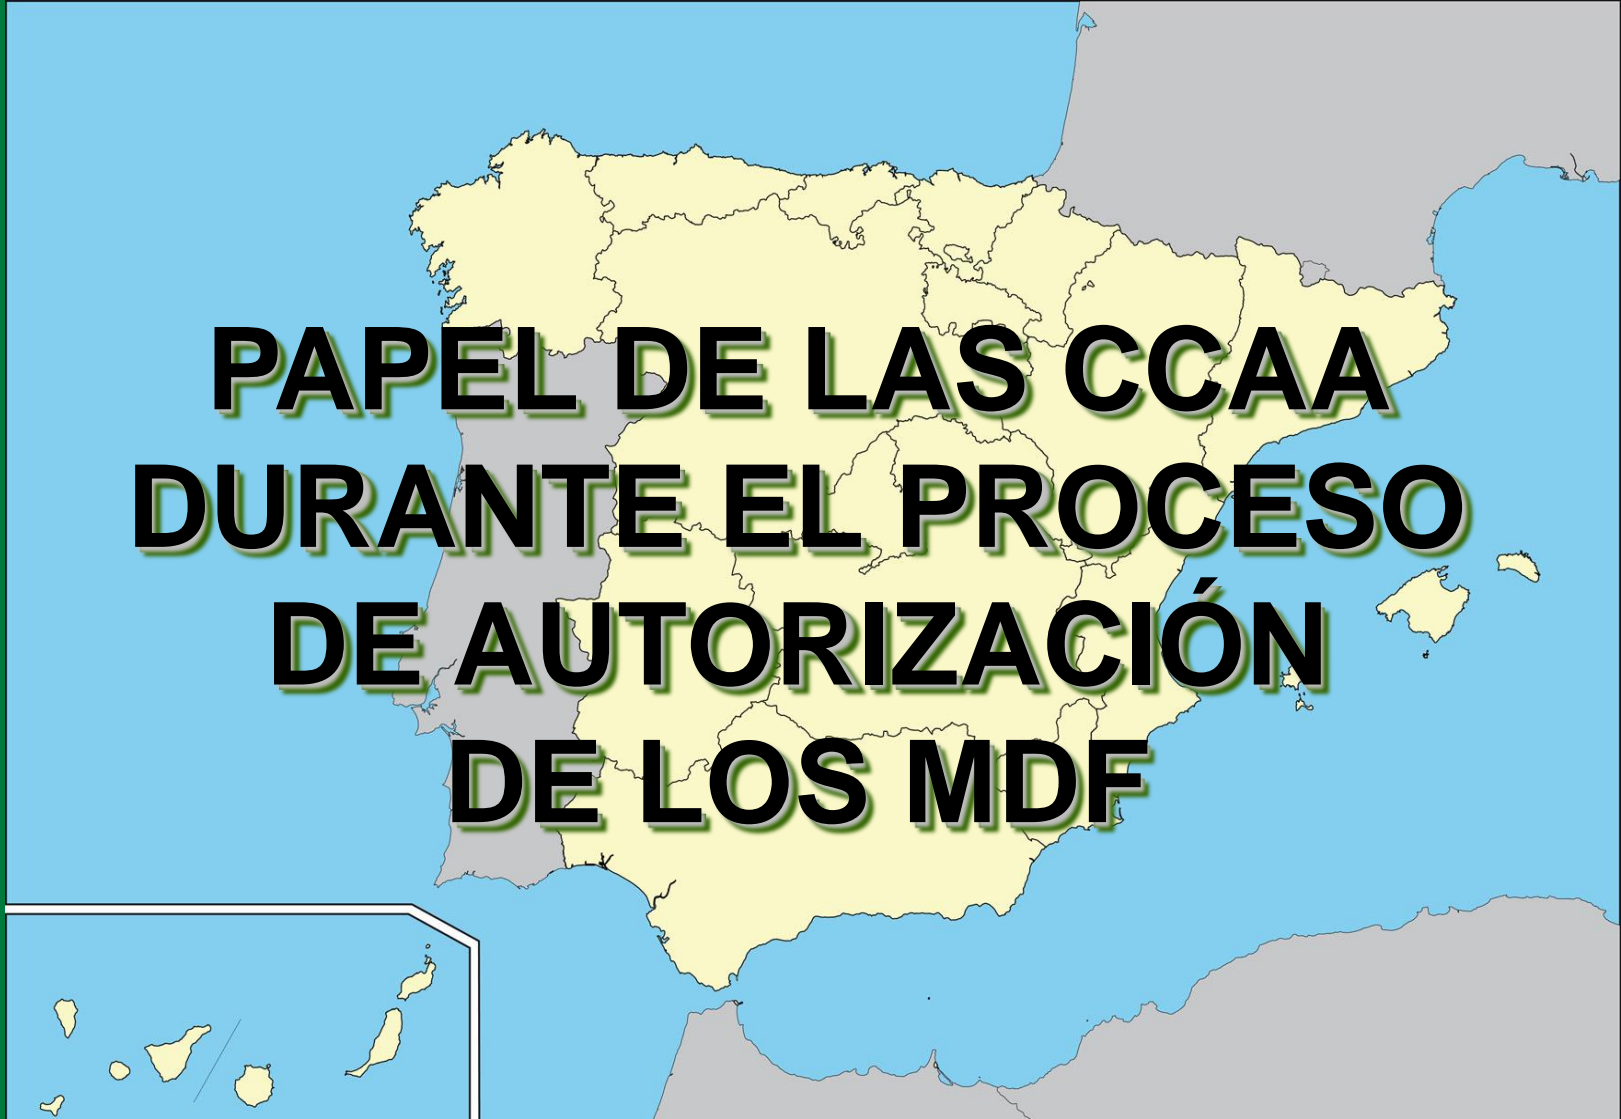 PAPEL DE LAS CCAA
DURANTE EL PROCESO
DE AUTORIZACIÓN
DE LOS MDF